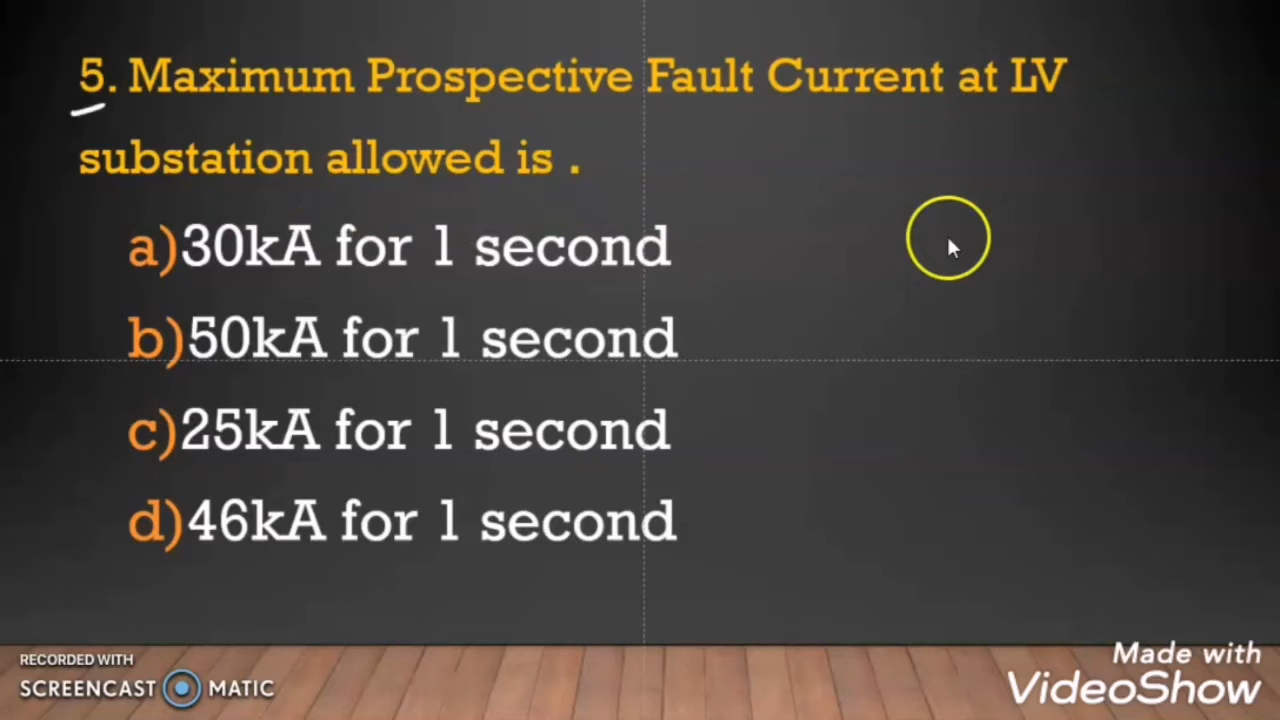 5. Maximum Prospective Fault Current at LV
substation allowed is .
a)30kA for 1 second
b)50kA for 1 second
c)25kA for 1 second
d)46kA for 1 second
RECORDED WITH
SCREENCAST MATIC
Made with
VideoShow